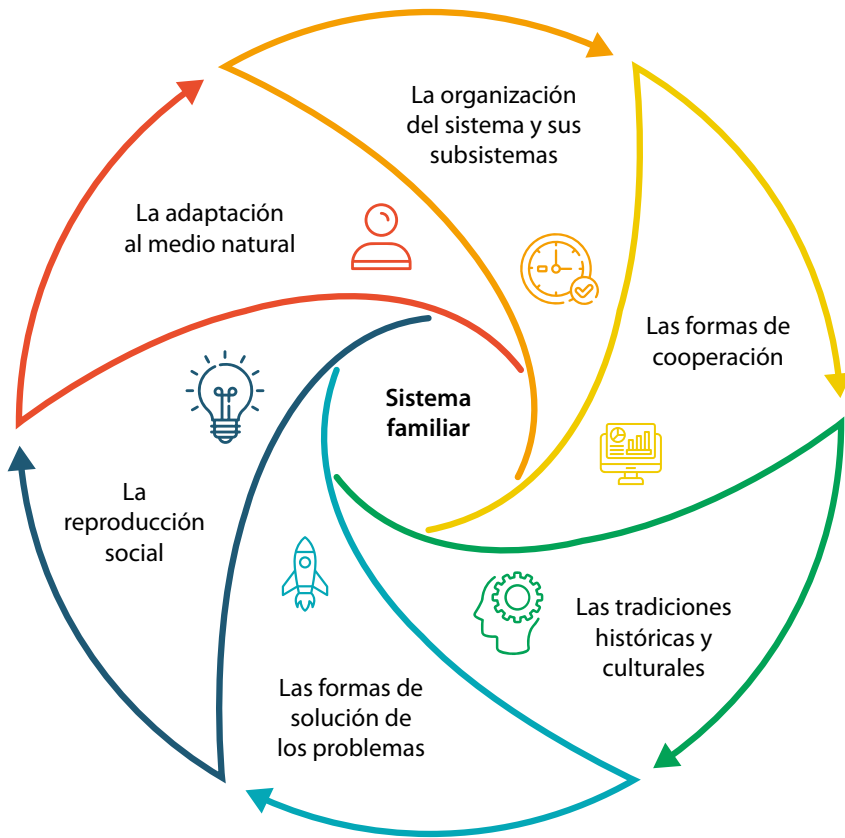 La organización
del sistema y sus
subsistemas
La adaptación
al medio natural
Las formas de
cooperación
Sistema
familiar
La
reproducción
social
Las tradiciones
históricas y
culturales
Las formas de
solución de
los problemas